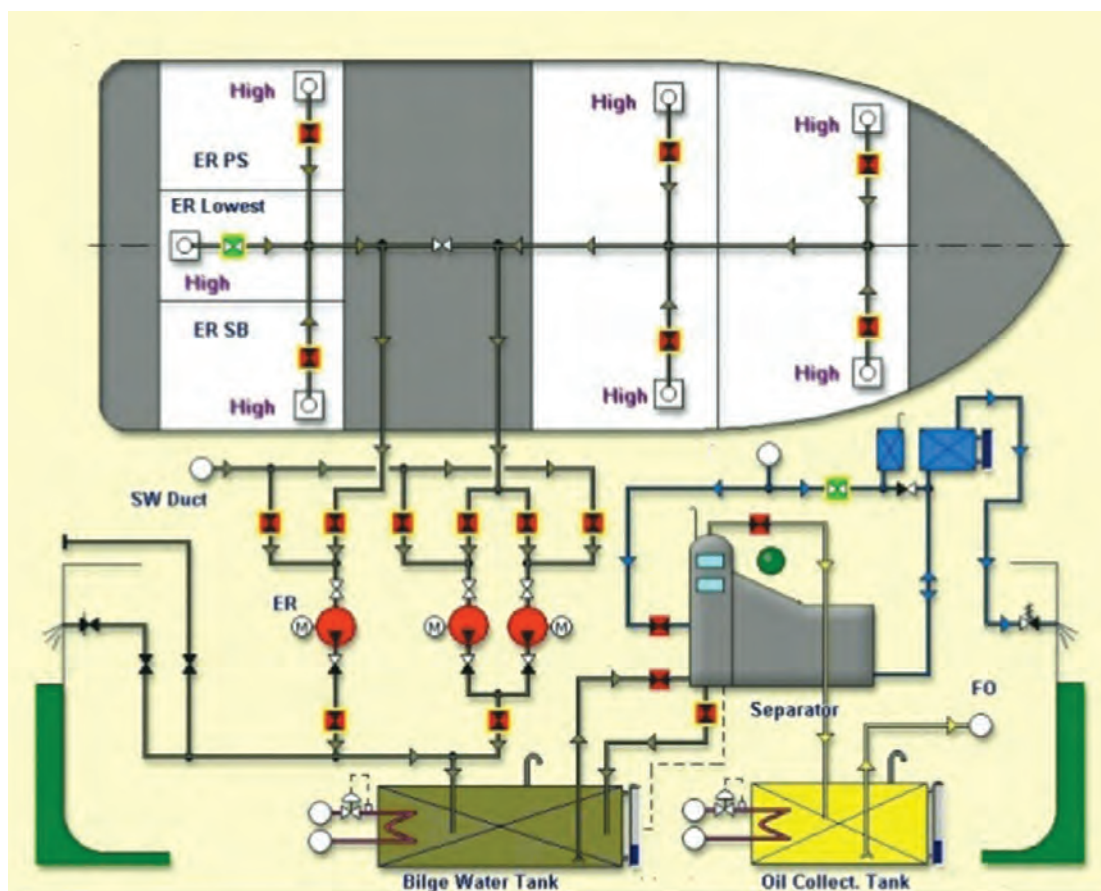 High
High
High
ER PS
ER Lowest
High
ER SB
High
High
High
SW Duct
ER
M
M
M
Separator
FO
Bilge Water Tank
Oil Collect. Tank